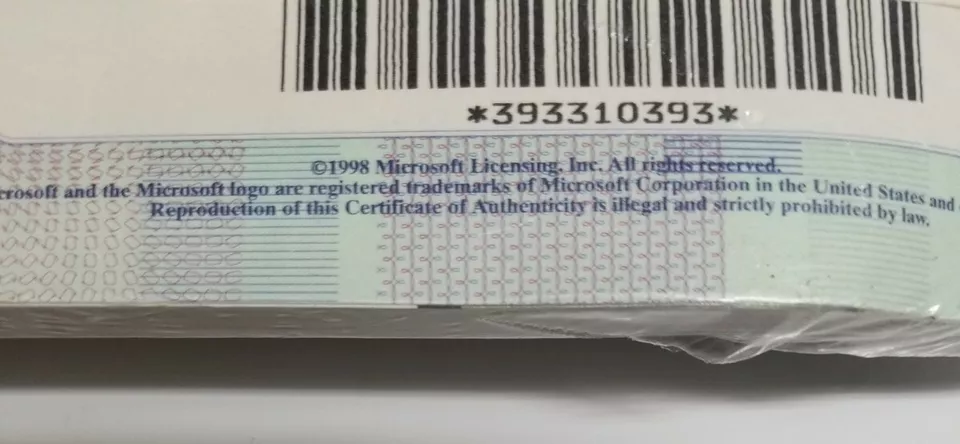 *393310393*
©1998 Microsoft Licensing, Inc. All rights reserved.
crosoft and the Microsoft logo are registered trademarks of Microsoft Corporation in the United States and
Reproduction of this Certificate of Authenticity is illegal and strictly prohibited by law.